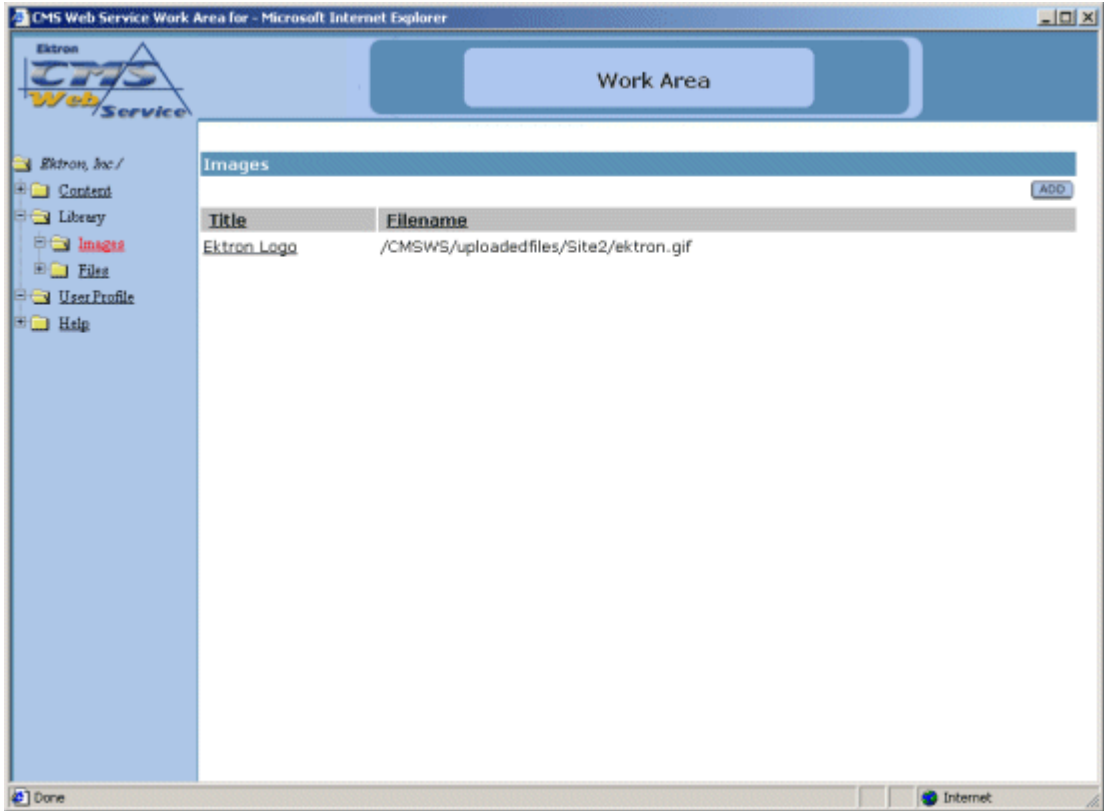 CMS Web Service Work Area for - Microsoft Internet Explorer
Ektron
CMS
Web
Service
Work Area
Ektron, Inc /
Content
Library
Images
Files
User Profile
Help
Images
ADD
Title Filename
Ektron Logo /CMSWS/uploadedfiles/Site2/ektron.gif
Done Internet